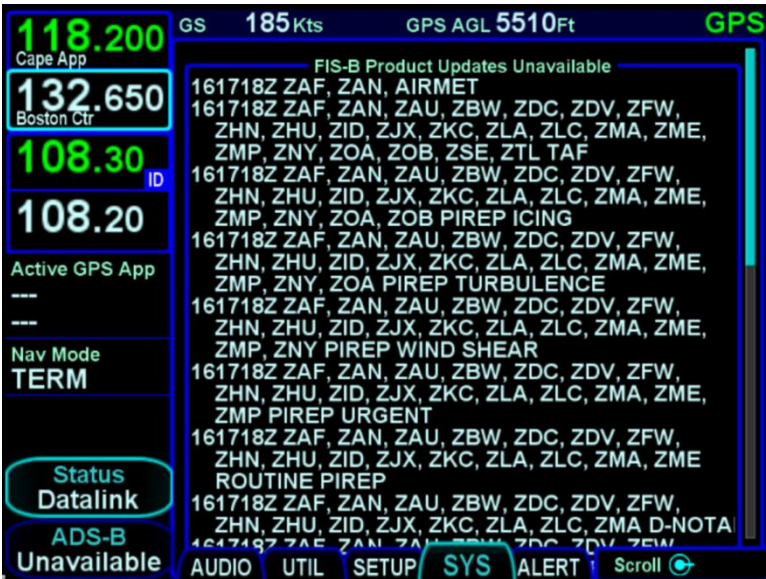 118.200
Cape App
132.650
Boston Ctr
108.30
ID
108.20
Active GPS App
---
---
Nav Mode
TERM
Status
Datalink
ADS-B
Unavailable
GS 185Kts GPS AGL 5510Ft GPS
FIS-B Product Updates Unavailable
161718Z ZAF, ZAN, AIRMET
161718Z ZAF, ZAN, ZAU, ZBW, ZDC, ZDV, ZFW,
ZHN, ZHU, ZID, ZJX, ZKC, ZLA, ZLC, ZMA, ZME,
ZMP, ZNY, ZOA, ZOB, ZSE, ZTL TAF
161718Z ZAF, ZAN, ZAU, ZBW, ZDC, ZDV, ZFW,
ZHN, ZHU, ZID, ZJX, ZKC, ZLA, ZLC, ZMA, ZME,
ZMP, ZNY, ZOA, ZOB PIREP ICING
161718Z ZAF, ZAN, ZAU, ZBW, ZDC, ZDV, ZFW,
ZHN, ZHU, ZID, ZJX, ZKC, ZLA, ZLC, ZMA, ZME,
ZMP, ZNY, ZOA PIREP TURBULENCE
161718Z ZAF, ZAN, ZAU, ZBW, ZDC, ZDV, ZFW,
ZHN, ZHU, ZID, ZJX, ZKC, ZLA, ZLC, ZMA, ZME,
ZMP, ZNY PIREP WIND SHEAR
161718Z ZAF, ZAN, ZAU, ZBW, ZDC, ZDV, ZFW,
ZHN, ZHU, ZID, ZJX, ZKC, ZLA, ZLC, ZMA, ZME,
ZMP PIREP URGENT
161718Z ZAF, ZAN, ZAU, ZBW, ZDC, ZDV, ZFW,
ZHN, ZHU, ZID, ZJX, ZKC, ZLA, ZLC, ZMA, ZME
ROUTINE PIREP
161718Z ZAF, ZAN, ZAU, ZBW, ZDC, ZDV, ZFW,
ZHN, ZHU, ZID, ZJX, ZKC, ZLA, ZLC, ZMA D-NOTA
161718Z ZAF, ZAN, ZAU, ZBW, ZDC, ZDV, ZFW,
AUDIO UTIL SETUP SYS ALERT Scroll